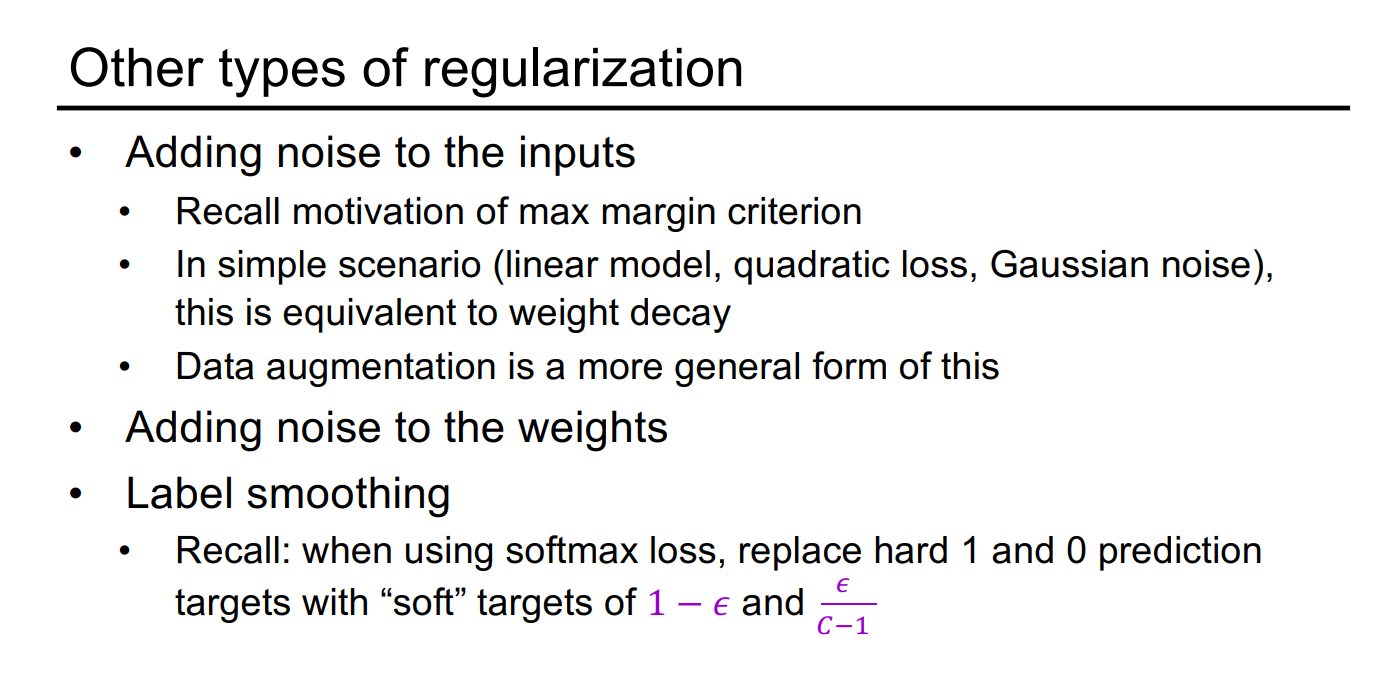 Other types of regularization
• Adding noise to the inputs
• Recall motivation of max margin criterion
• In simple scenario (linear model, quadratic loss, Gaussian noise),
this is equivalent to weight decay
• Data augmentation is a more general form of this
• Adding noise to the weights
• Label smoothing
• Recall: when using softmax loss, replace hard 1 and 0 prediction
targets with “soft” targets of 1 − ϵ and ϵ/(C−1)